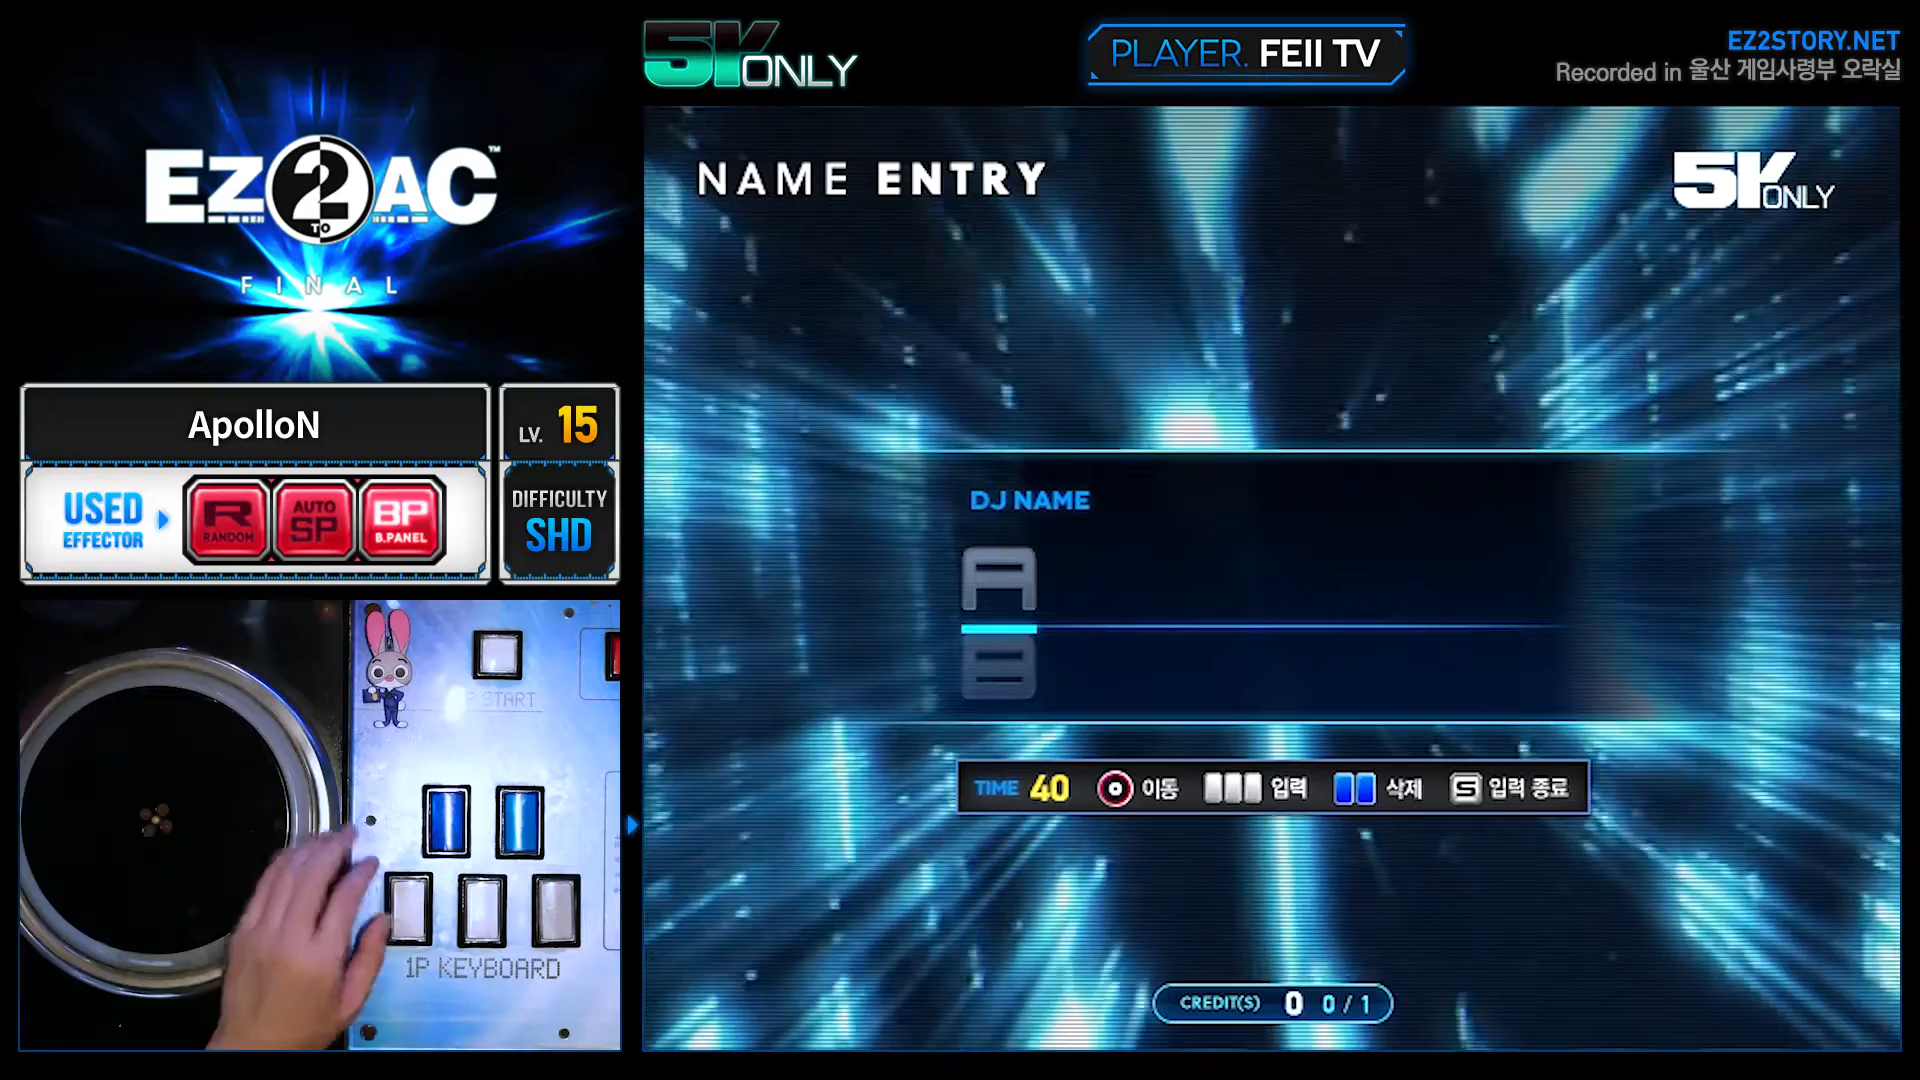 5K ONLY
PLAYER. FEII TV
EZ2STORY.NET
Recorded in 울산 게임사령부 오락실
EZ2AC™
TO
FINAL
NAME ENTRY
5K ONLY
ApolloN
LV. 15
USED
EFFECTOR
R
RANDOM
AUTO
SP
BP
B.PANEL
DIFFICULTY
SHD
DJ NAME
A
B
START
1P KEYBOARD
TIME 40 이동 입력 삭제 S 입력 종료
CREDIT(S) 0 0 / 1